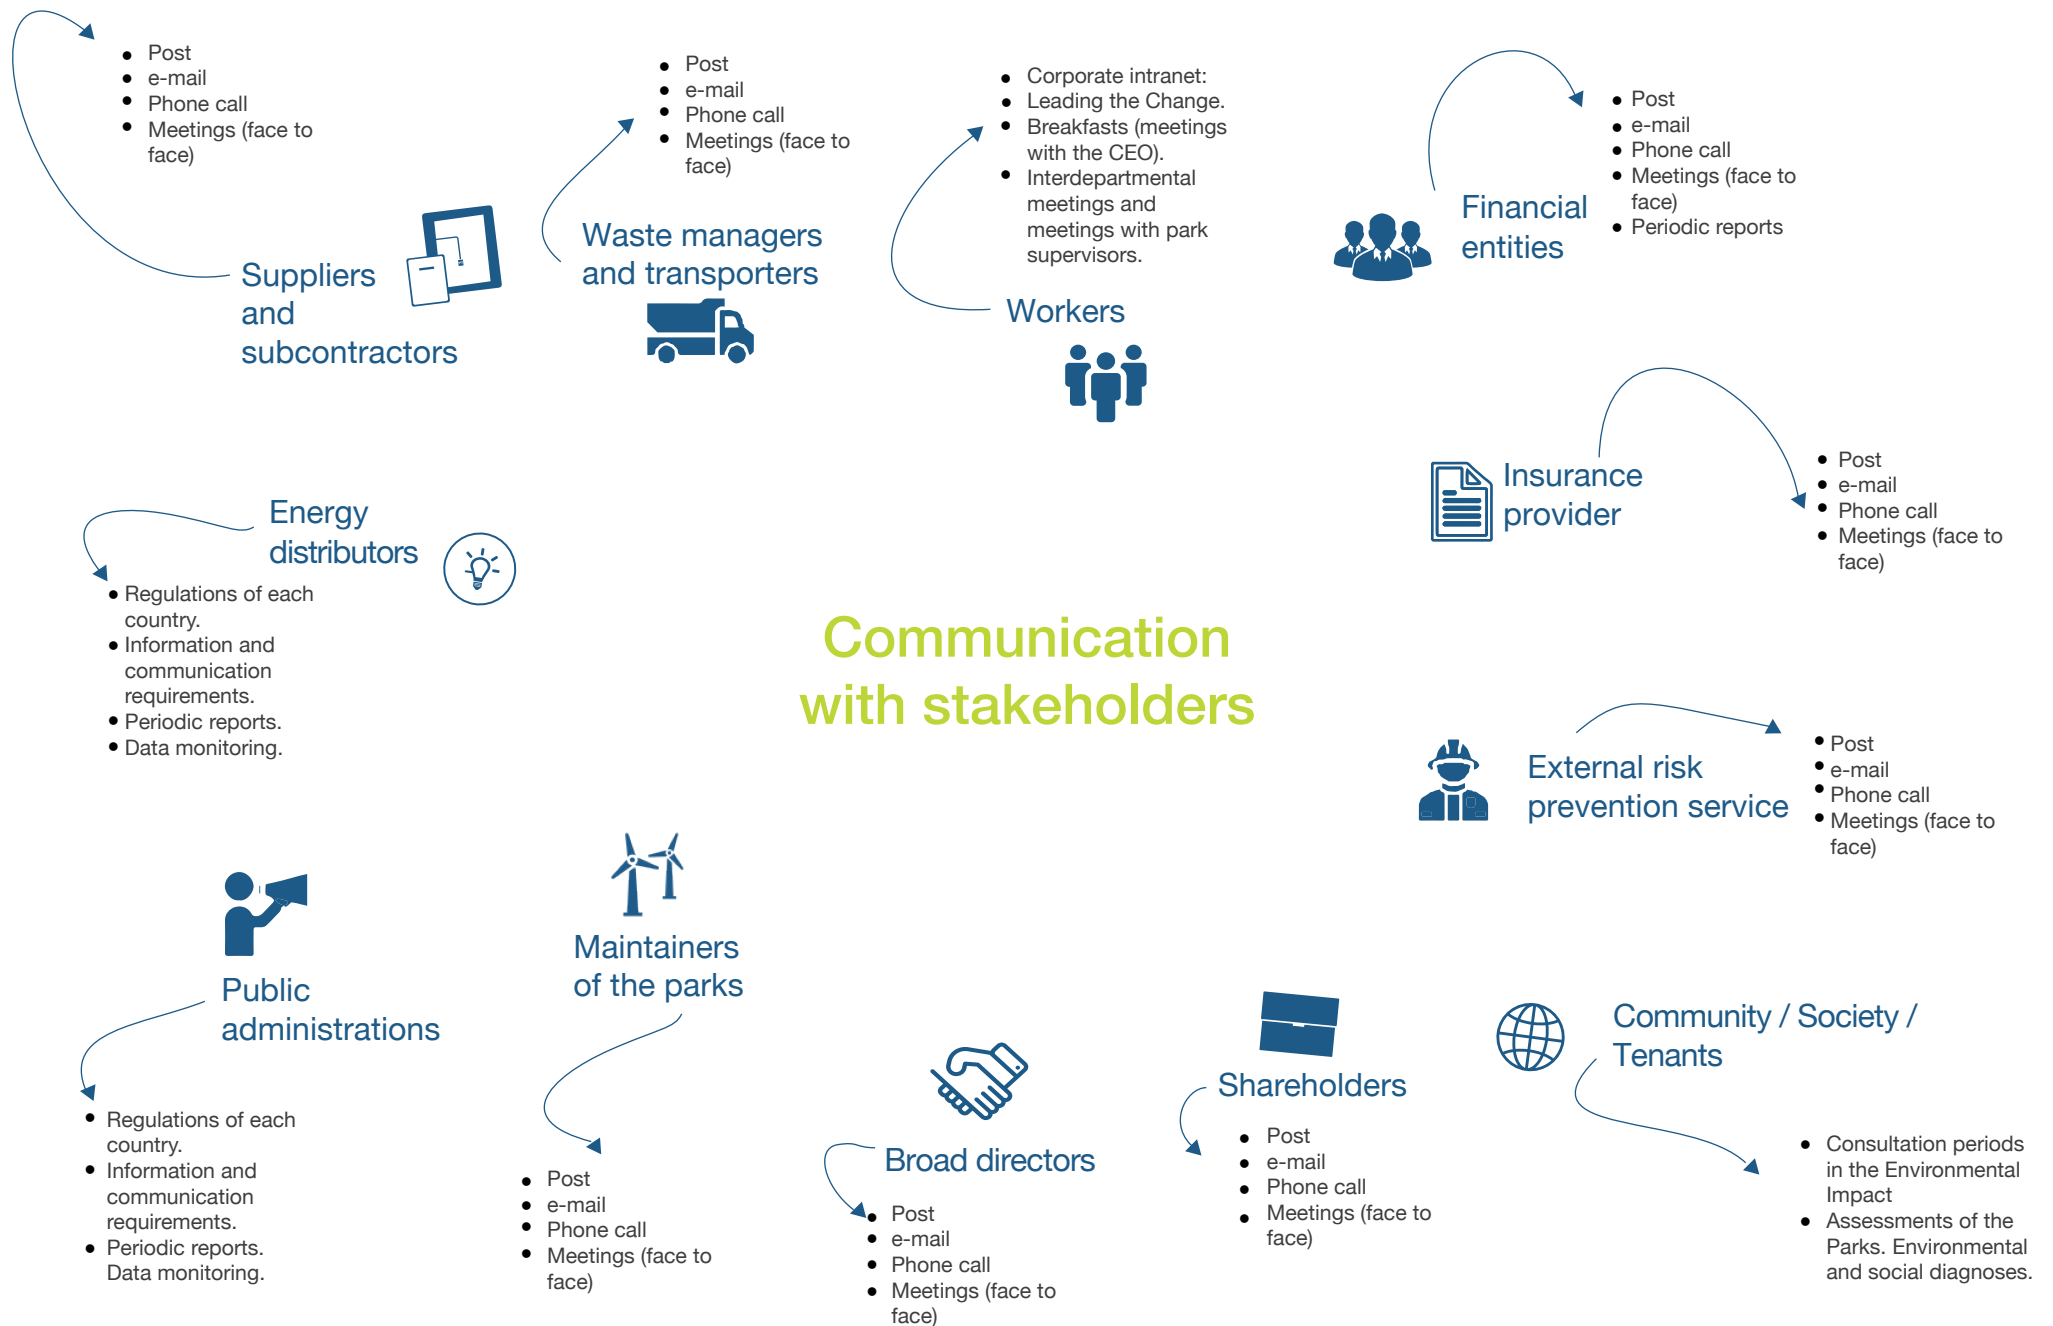 Post
e-mail
Phone call
Meetings (face to
face)
Suppliers
and
subcontractors
Post
e-mail
Phone call
Meetings (face to
face)
Waste managers
and transporters
Corporate intranet:
Leading the Change.
Breakfasts (meetings
with the CEO).
Interdepartmental
meetings and
meetings with park
supervisors.
Workers
Financial
entities
Post
e-mail
Phone call
Meetings (face to
face)
Periodic reports
Insurance
provider
Post
e-mail
Phone call
Meetings (face to
face)
Energy
distributors
Regulations of each
country.
Information and
communication
requirements.
Periodic reports.
Data monitoring.
Communication
with stakeholders
External risk
prevention service
Post
e-mail
Phone call
Meetings (face to
face)
Public
administrations
Regulations of each
country.
Information and
communication
requirements.
Periodic reports.
Data monitoring.
Maintainers
of the parks
Post
e-mail
Phone call
Meetings (face to
face)
Broad directors
Post
e-mail
Phone call
Meetings (face to
face)
Shareholders
Post
e-mail
Phone call
Meetings (face to
face)
Community / Society /
Tenants
Consultation periods
in the Environmental
Impact
Assessments of the
Parks. Environmental
and social diagnoses.